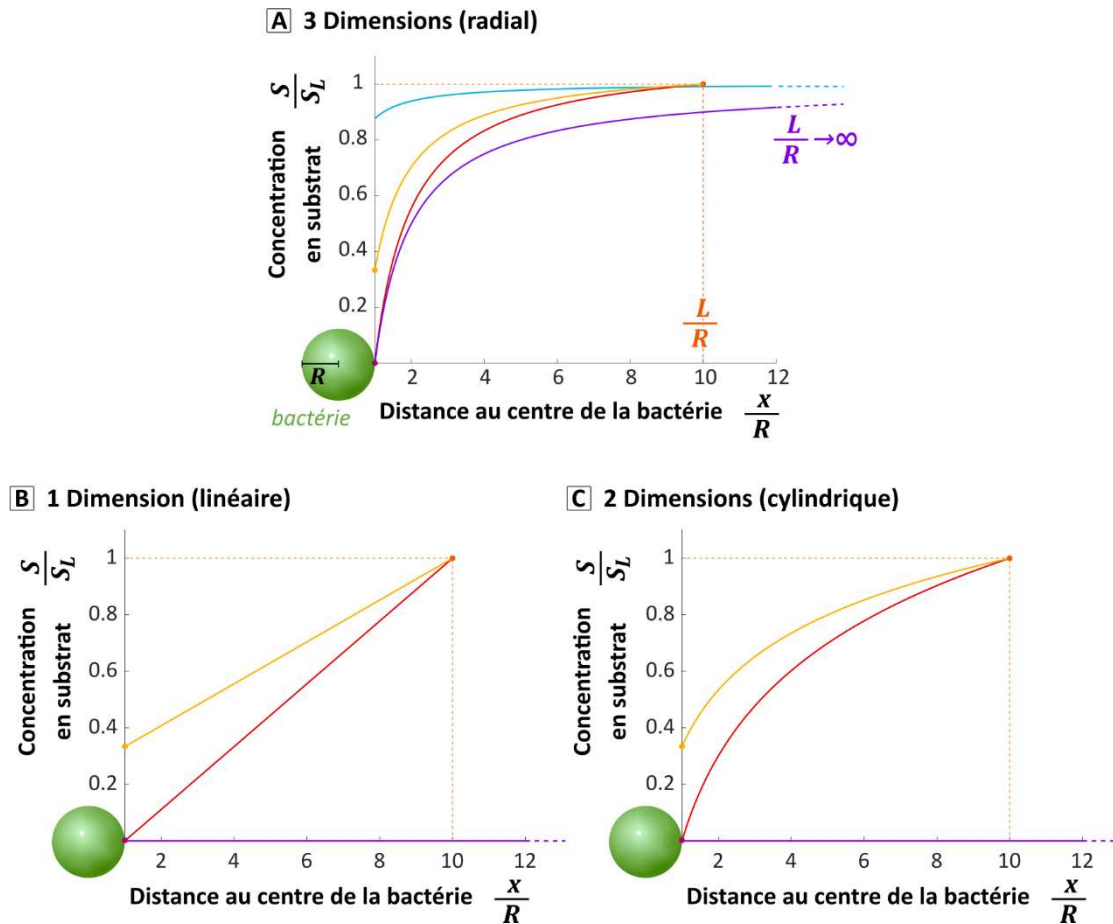 A 3 Dimensions (radial)
S
S_L
Concentration
en substrat
1
0.8
0.6
0.4
0.2
L
R
→∞
L
R
R
bactérie
2 4 6 8 10 12
Distance au centre de la bactérie x
R
B 1 Dimension (linéaire)
S
S_L
Concentration
en substrat
1
0.8
0.6
0.4
0.2
2 4 6 8 10 12
Distance au centre de la bactérie x
R
C 2 Dimensions (cylindrique)
S
S_L
Concentration
en substrat
1
0.8
0.6
0.4
0.2
2 4 6 8 10 12
Distance au centre de la bactérie x
R